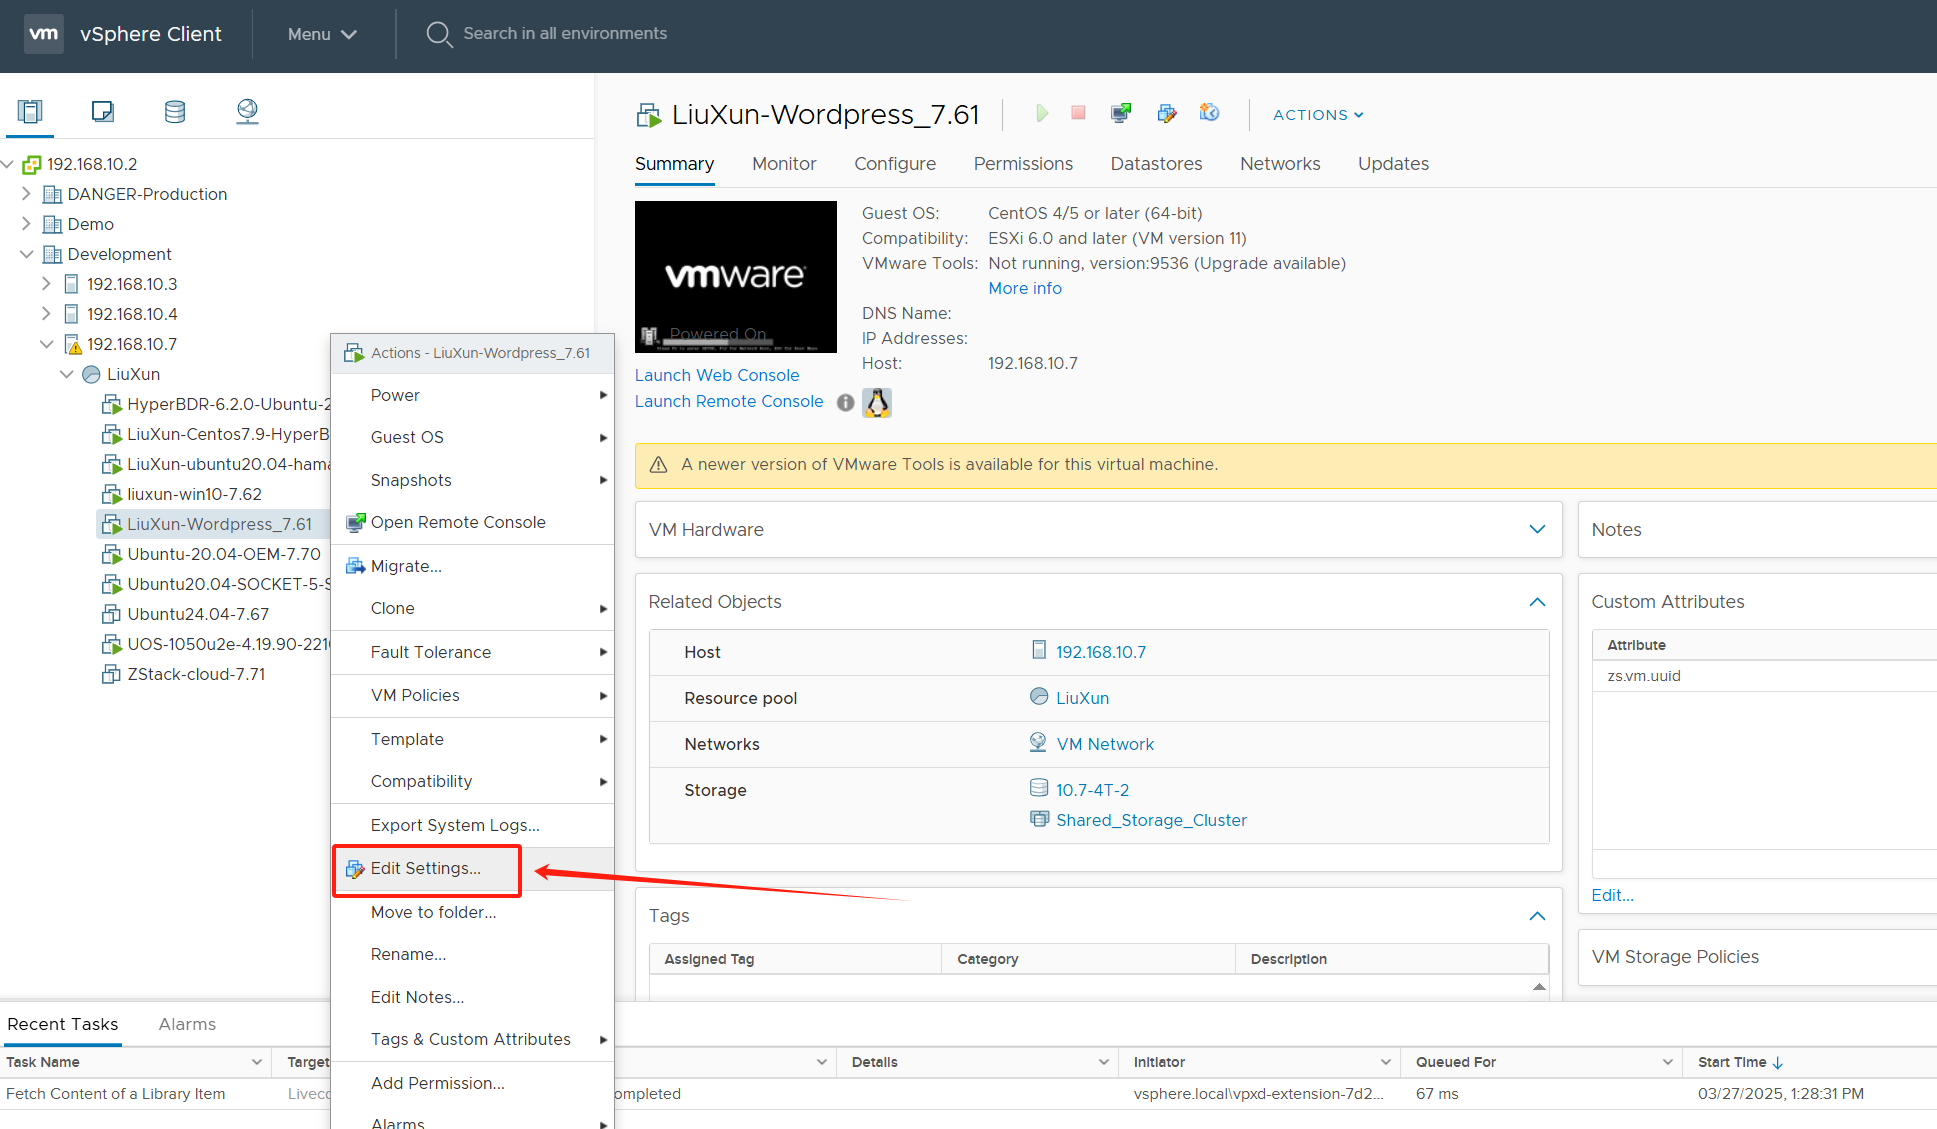 vm vSphere Client Menu Search in all environments
192.168.10.2
DANGER-Production
Demo
Development
192.168.10.3
192.168.10.4
192.168.10.7
LiuXun
HyperBDR-6.2.0-Ubuntu-2
LiuXun-Centos7.9-HyperB
LiuXun-ubuntu20.04-hama
liuxun-win10-7.62
LiuXun-Wordpress_7.61
Ubuntu-20.04-OEM-7.70
Ubuntu20.04-SOCKET-5-S
Ubuntu24.04-7.67
UOS-1050u2e-4.19.90-2210
ZStack-cloud-7.71
Actions - LiuXun-Wordpress_7.61
Power
Guest OS
Snapshots
Open Remote Console
Migrate...
Clone
Fault Tolerance
VM Policies
Template
Compatibility
Export System Logs...
Edit Settings...
Move to folder...
Rename...
Edit Notes...
Tags & Custom Attributes
Add Permission...
Alarms
LiuXun-Wordpress_7.61 ACTIONS
Summary Monitor Configure Permissions Datastores Networks Updates
vmware
Powered On
Launch Web Console
Launch Remote Console
Guest OS: CentOS 4/5 or later (64-bit)
Compatibility: ESXi 6.0 and later (VM version 11)
VMware Tools: Not running, version:9536 (Upgrade available)
More info
DNS Name:
IP Addresses:
Host: 192.168.10.7
A newer version of VMware Tools is available for this virtual machine.
VM Hardware
Related Objects
Host 192.168.10.7
Resource pool LiuXun
Networks VM Network
Storage 10.7-4T-2
Shared_Storage_Cluster
Tags
Assigned Tag Category Description
Notes
Custom Attributes
Attribute
zs.vm.uuid
Edit...
VM Storage Policies
Recent Tasks Alarms
Task Name Target Details Initiator Queued For Start Time
Fetch Content of a Library Item Livecc ompleted vsphere.local\vpxd-extension-7d2... 67 ms 03/27/2025, 1:28:31 PM